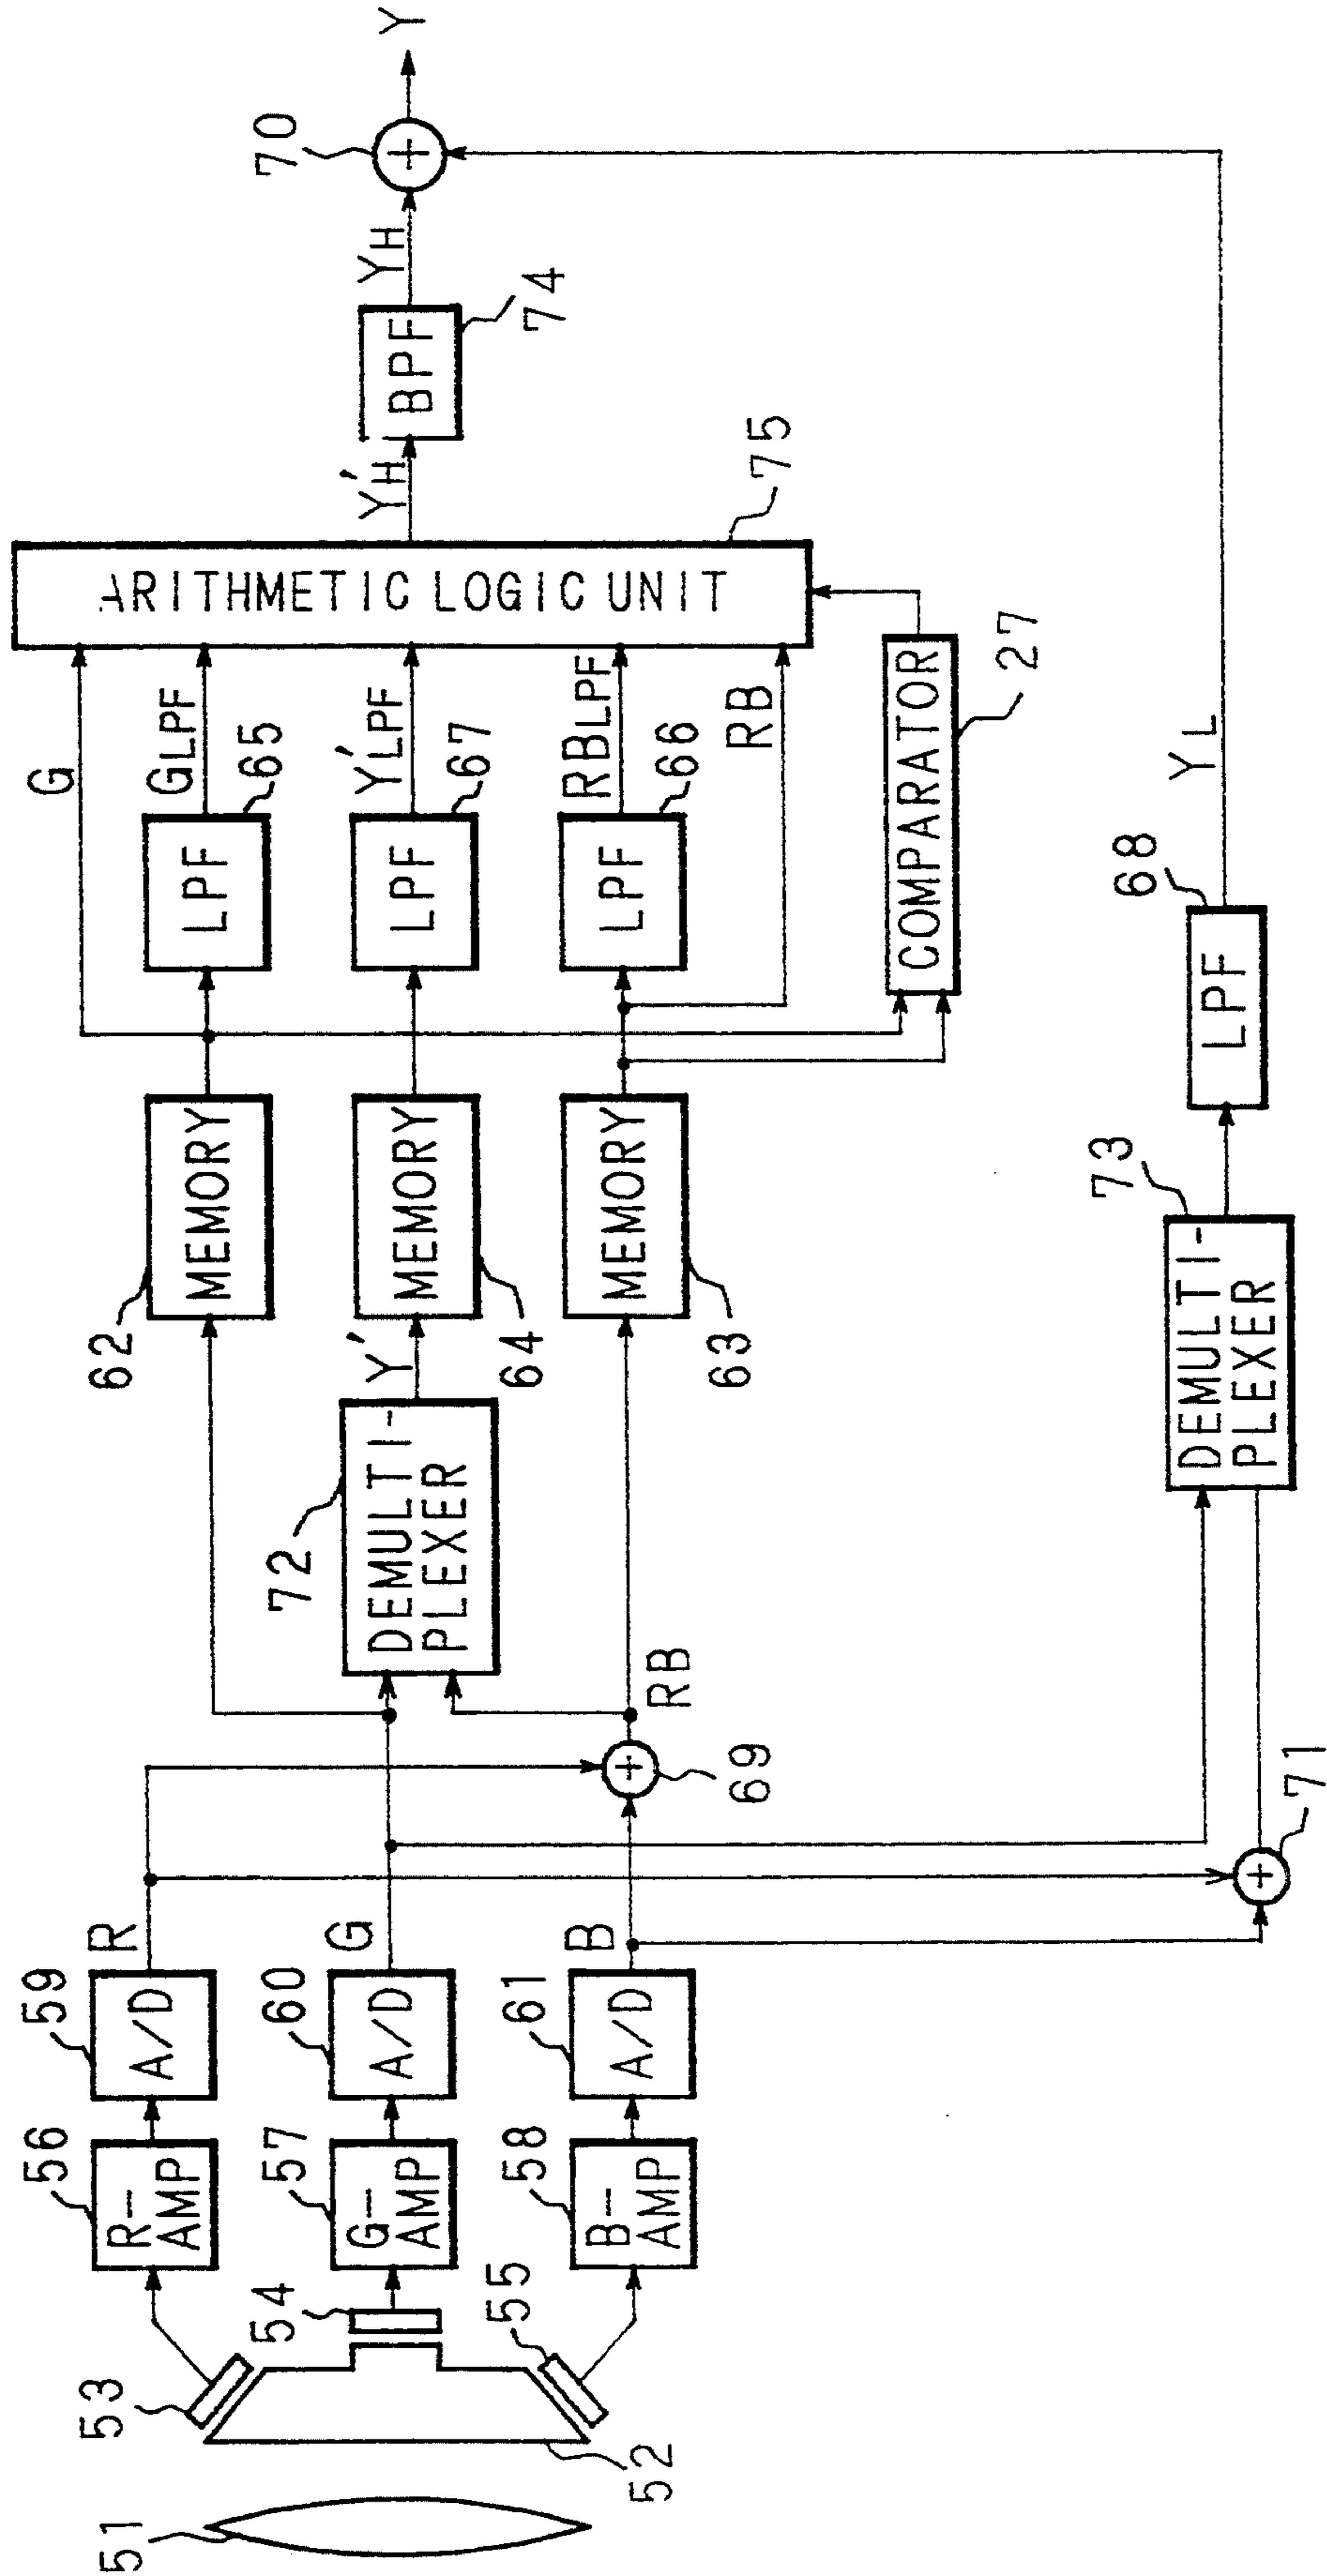 51
52
53
54
55
R-
AMP
56
G-
AMP
57
B-
AMP
58
A/D
59
A/D
60
A/D
61
R
G
B
69
71
RB
72
DEMULTI-
PLEXER
Y'
62
MEMORY
MEMORY
64
MEMORY
63
73
DEMULTI-
PLEXER
LPF
65
LPF
67
LPF
66
LPF
68
COMPARATOR
27
G
GLPF
Y'LPF
RBLPF
RB
YL
ARITHMETIC LOGIC UNIT
75
YH'
BPF
74
YH
70
Y